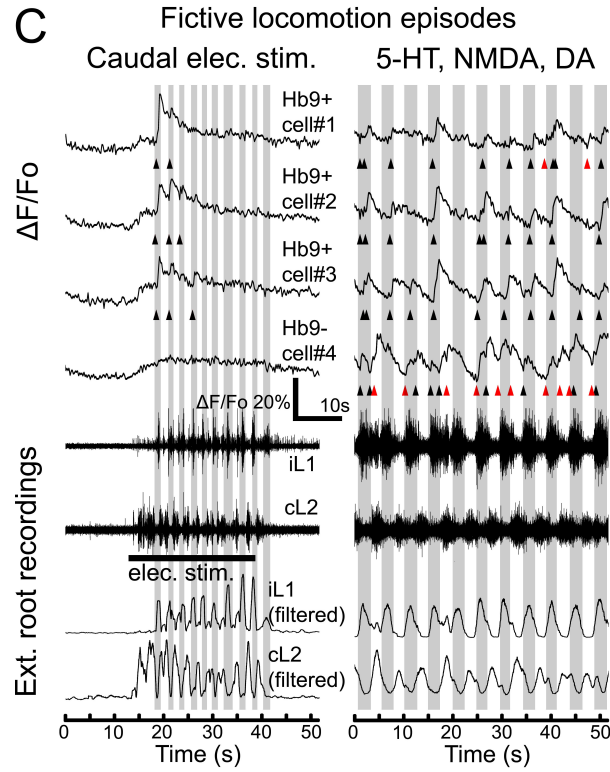 C
Fictive locomotion episodes
Caudal elec. stim.
5-HT, NMDA, DA
ΔF/Fo
Hb9+
cell#1
Hb9+
cell#2
Hb9+
cell#3
Hb9-
cell#4
ΔF/Fo 20%
10s
Ext. root recordings
iL1
cL2
elec. stim.
iL1
(filtered)
cL2
(filtered)
0 10 20 30 40 50
0 10 20 30 40 50
Time (s)
Time (s)